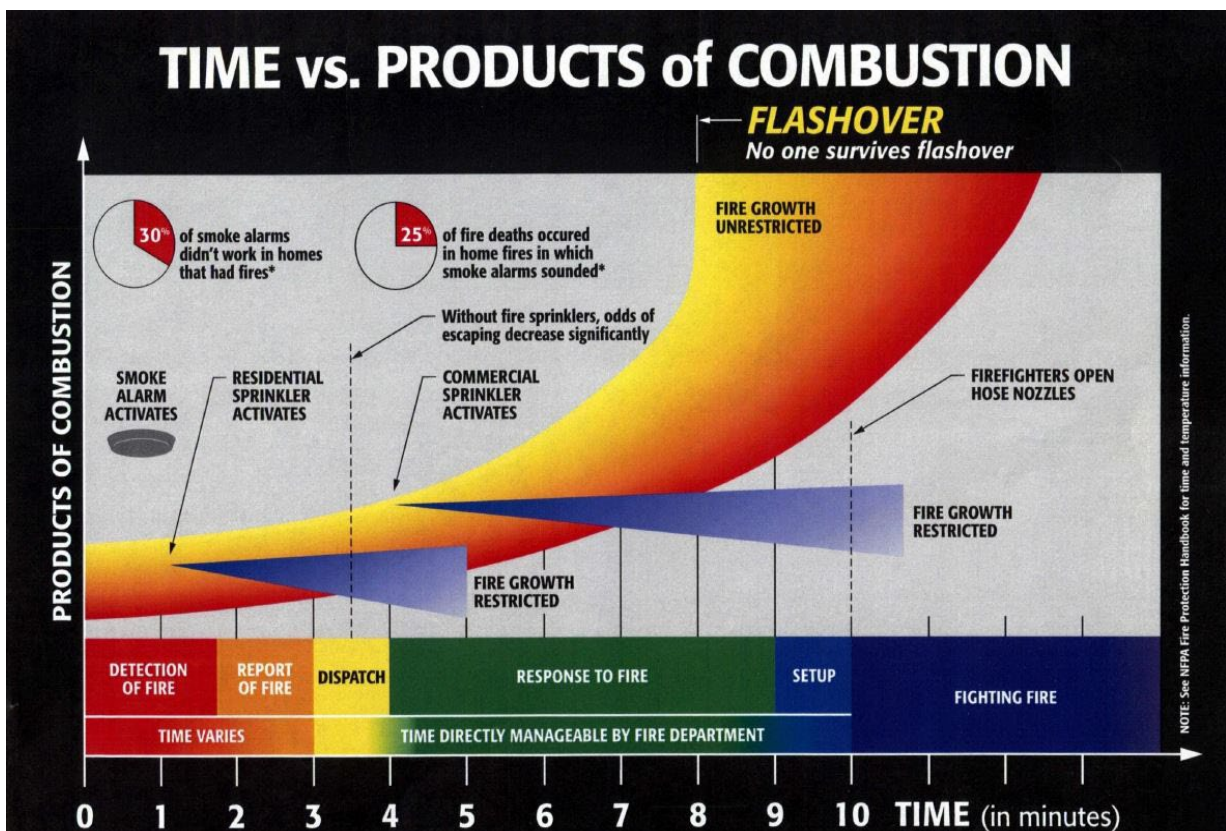 TIME vs. PRODUCTS of COMBUSTION
FLASHOVER
No one survives flashover
30%
of smoke alarms
didn't work in homes
that had fires*
25%
of fire deaths occured
in home fires in which
smoke alarms sounded*
FIRE GROWTH
UNRESTRICTED
Without fire sprinklers, odds of
escaping decrease significantly
SMOKE
ALARM
ACTIVATES
RESIDENTIAL
SPRINKLER
ACTIVATES
COMMERCIAL
SPRINKLER
ACTIVATES
FIREFIGHTERS OPEN
HOSE NOZZLES
PRODUCTS OF COMBUSTION
FIRE GROWTH
RESTRICTED
FIRE GROWTH
RESTRICTED
NOTE: See NFPA Fire Protection Handbook for time and temperature information.
DETECTION
OF FIRE
REPORT
OF FIRE
DISPATCH
RESPONSE TO FIRE
SETUP
FIGHTING FIRE
TIME VARIES
TIME DIRECTLY MANAGEABLE BY FIRE DEPARTMENT
0 1 2 3 4 5 6 7 8 9 10 TIME (in minutes)